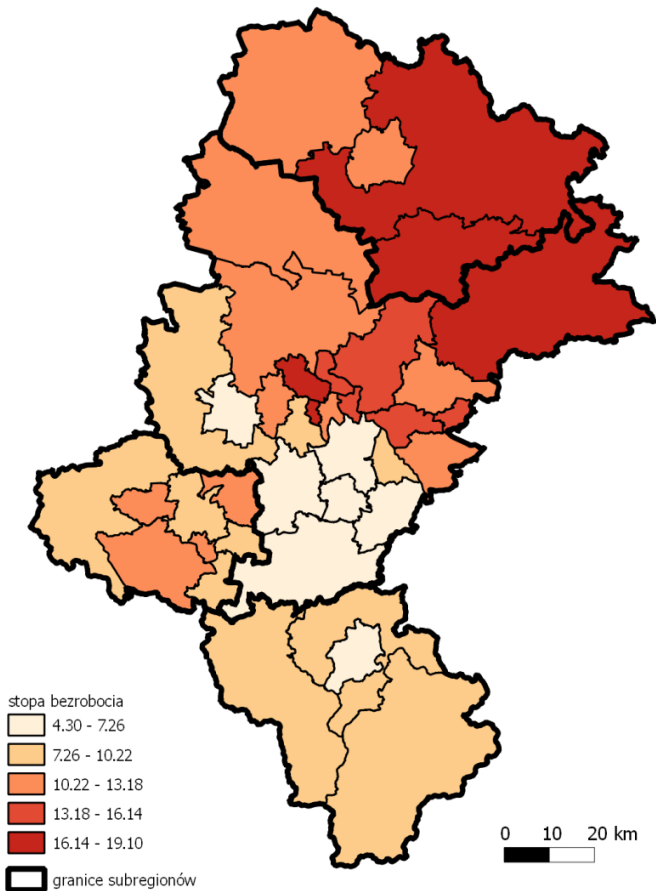 stopa bezrobocia
4.30 - 7.26
7.26 - 10.22
10.22 - 13.18
13.18 - 16.14
16.14 - 19.10
granice subregionów
0 10 20 km